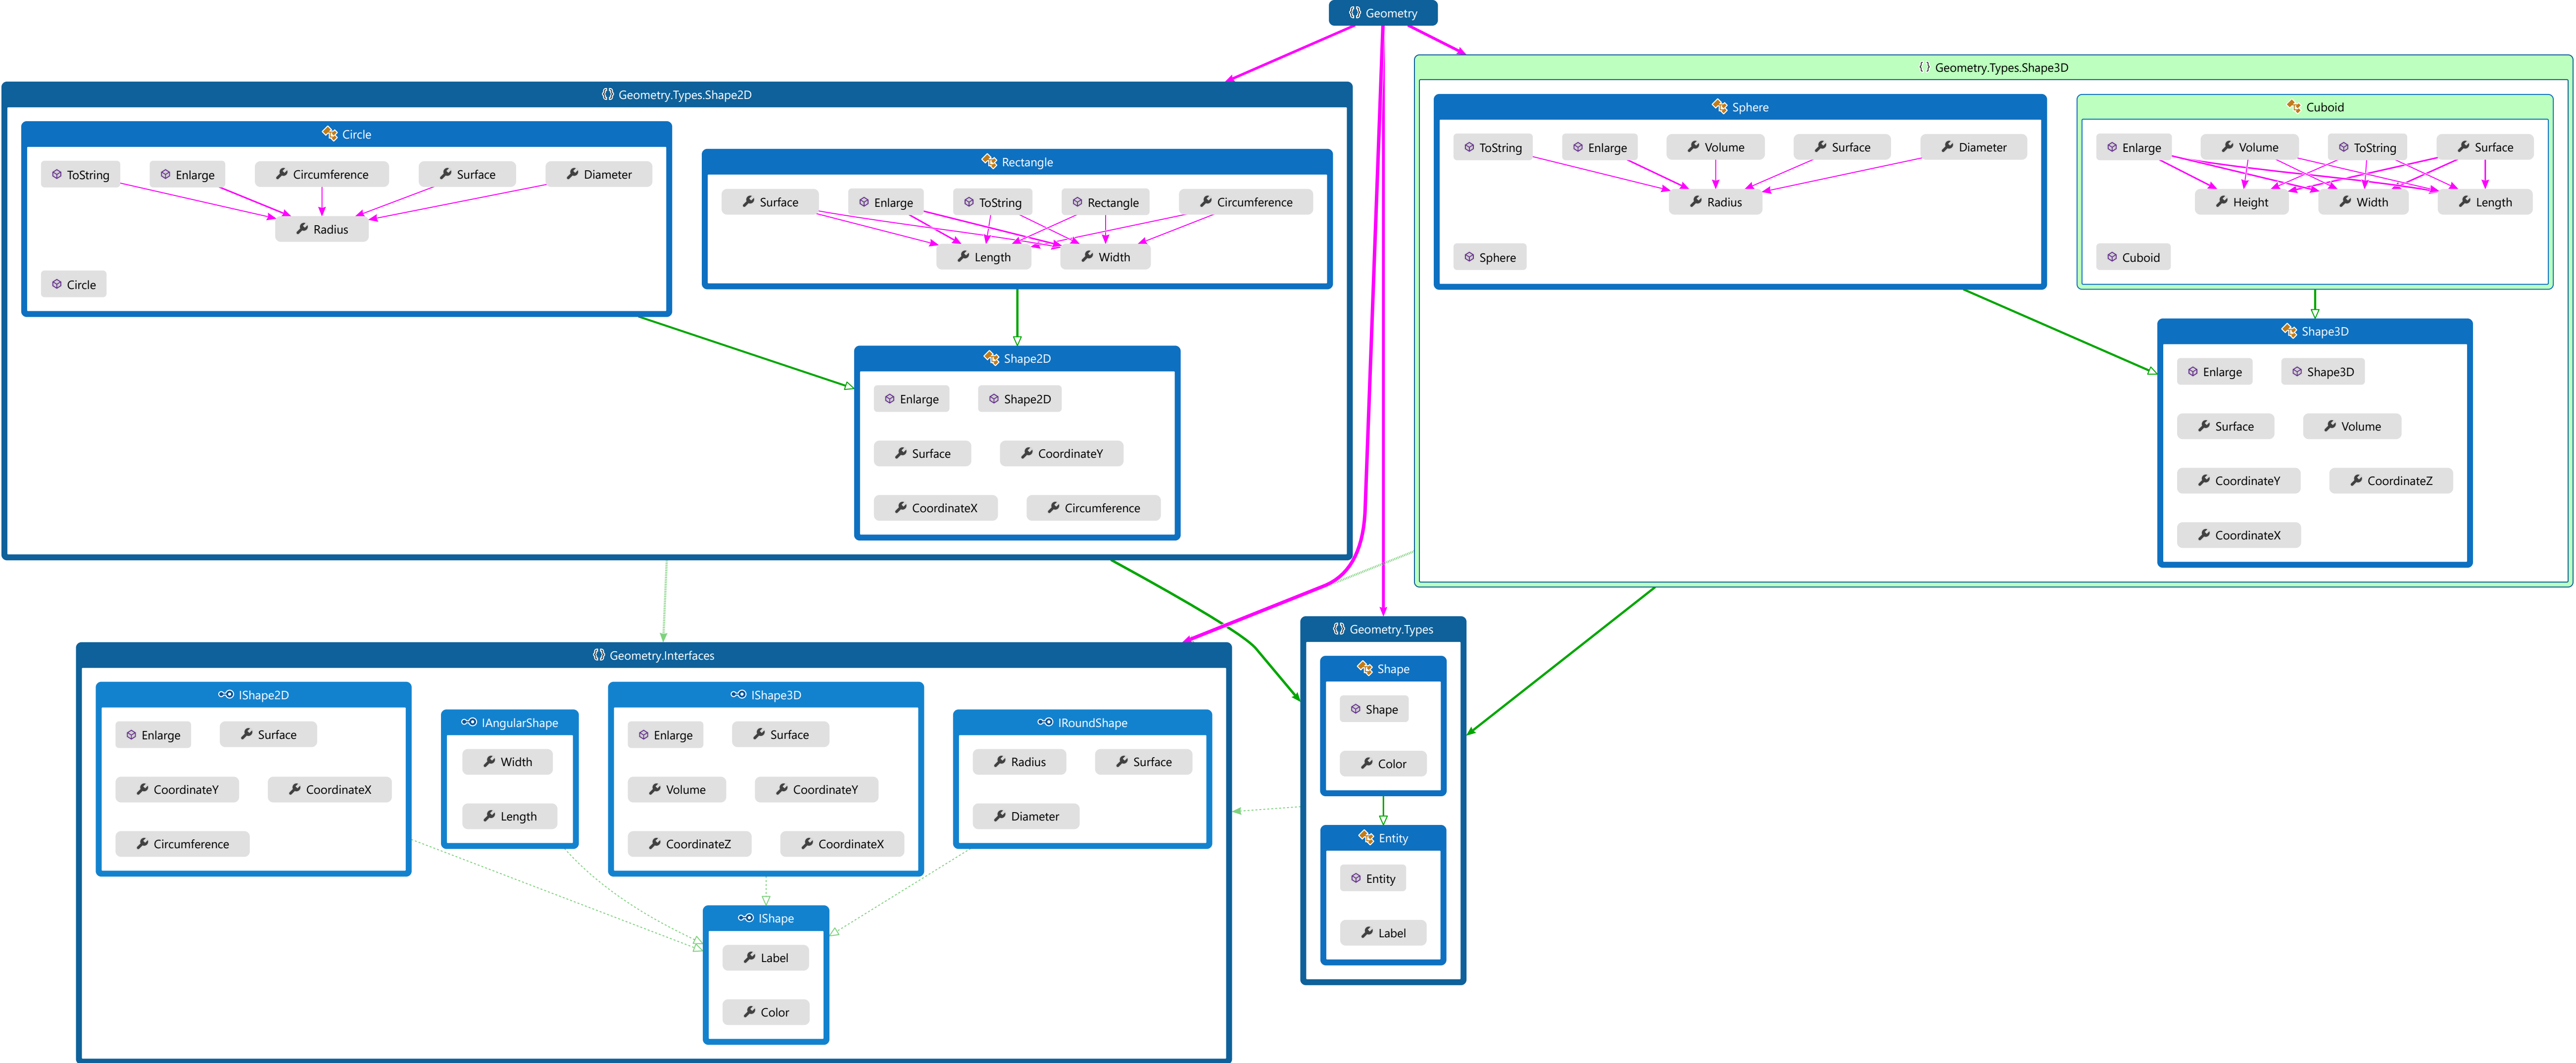 Geometry
Geometry.Types.Shape2D
Circle
ToString
Enlarge
Circumference
Surface
Diameter
Radius
Circle
Rectangle
Surface
Enlarge
ToString
Rectangle
Circumference
Length
Width
Shape2D
Enlarge
Shape2D
Surface
CoordinateY
CoordinateX
Circumference
Geometry.Types.Shape3D
Sphere
ToString
Enlarge
Volume
Surface
Diameter
Radius
Sphere
Cuboid
Enlarge
Volume
ToString
Surface
Height
Width
Length
Cuboid
Shape3D
Enlarge
Shape3D
Surface
Volume
CoordinateY
CoordinateZ
CoordinateX
Geometry.Interfaces
IShape2D
Enlarge
Surface
CoordinateY
CoordinateX
Circumference
IAngularShape
Width
Length
IShape3D
Enlarge
Surface
Volume
CoordinateY
CoordinateZ
CoordinateX
IRoundShape
Radius
Surface
Diameter
IShape
Label
Color
Geometry.Types
Shape
Shape
Color
Entity
Entity
Label